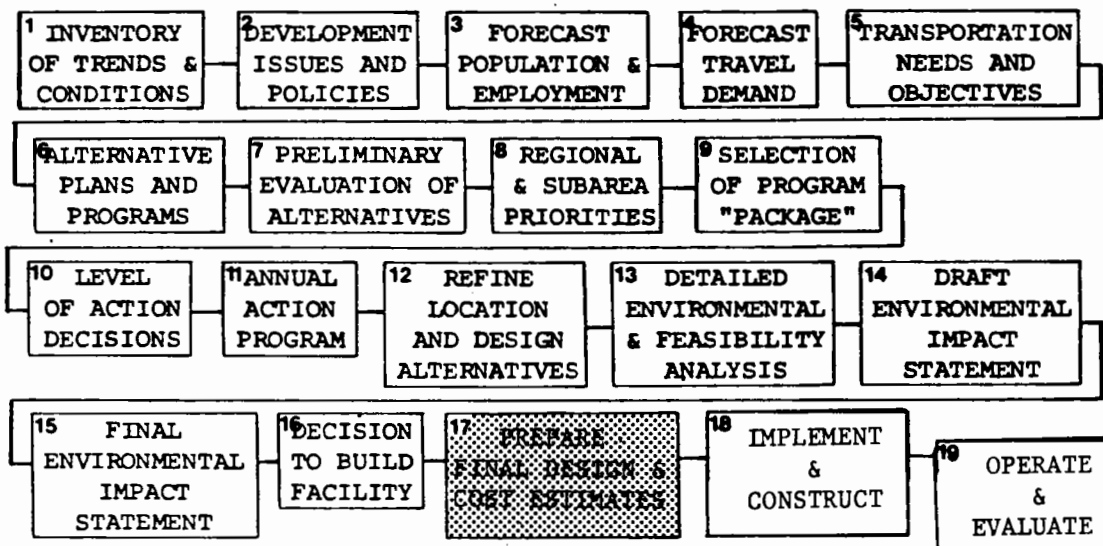 1 INVENTORY
OF TRENDS &
CONDITIONS
2 DEVELOPMENT
ISSUES AND
POLICIES
3 FORECAST
POPULATION &
EMPLOYMENT
4 FORECAST
TRAVEL
DEMAND
5 TRANSPORTATION
NEEDS AND
OBJECTIVES
6 ALTERNATIVE
PLANS AND
PROGRAMS
7 PRELIMINARY
EVALUATION OF
ALTERNATIVES
8 REGIONAL
& SUBAREA
PRIORITIES
9 SELECTION
OF PROGRAM
"PACKAGE"
10 LEVEL
OF ACTION
DECISIONS
11 ANNUAL
ACTION
PROGRAM
12 REFINE
LOCATION
AND DESIGN
ALTERNATIVES
13 DETAILED
ENVIRONMENTAL
& FEASIBILITY
ANALYSIS
14 DRAFT
ENVIRONMENTAL
IMPACT
STATEMENT
15 FINAL
ENVIRONMENTAL
IMPACT
STATEMENT
16 DECISION
TO BUILD
FACILITY
17 PREPARE
FINAL DESIGN &
COST ESTIMATES
18 IMPLEMENT
&
CONSTRUCT
19 OPERATE
&
EVALUATE